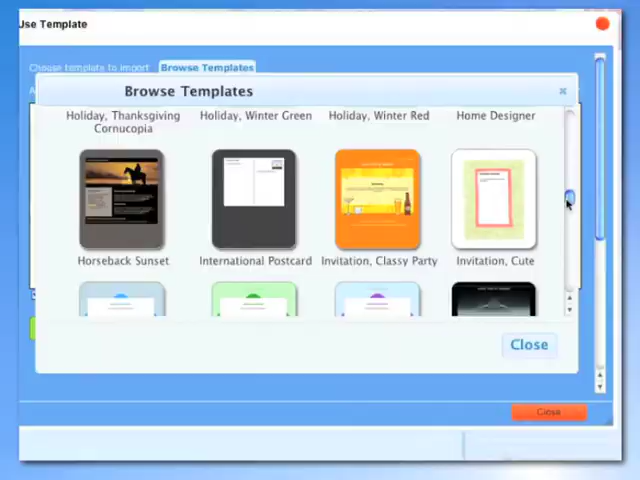 Use Template
Choose template to import
Browse Templates
Browse Templates
Holiday, Thanksgiving
Cornucopia
Holiday, Winter Green
Holiday, Winter Red
Home Designer
Horseback Sunset
International Postcard
Invitation, Classy Party
Invitation, Cute
Close
Close